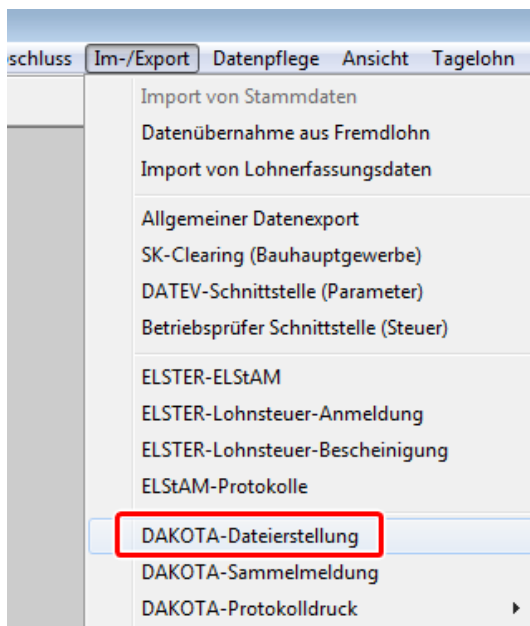 Im-/Export Datenpflege Ansicht Tagelohn
Import von Stammdaten
Datenübernahme aus Fremdlohn
Import von Lohnerfassungsdaten
Allgemeiner Datenexport
SK-Clearing (Bauhauptgewerbe)
DATEV-Schnittstelle (Parameter)
Betriebsprüfer Schnittstelle (Steuer)
ELSTER-ELStAM
ELSTER-Lohnsteuer-Anmeldung
ELSTER-Lohnsteuer-Bescheinigung
ELStAM-Protokolle
DAKOTA-Dateierstellung
DAKOTA-Sammelmeldung
DAKOTA-Protokolldruck